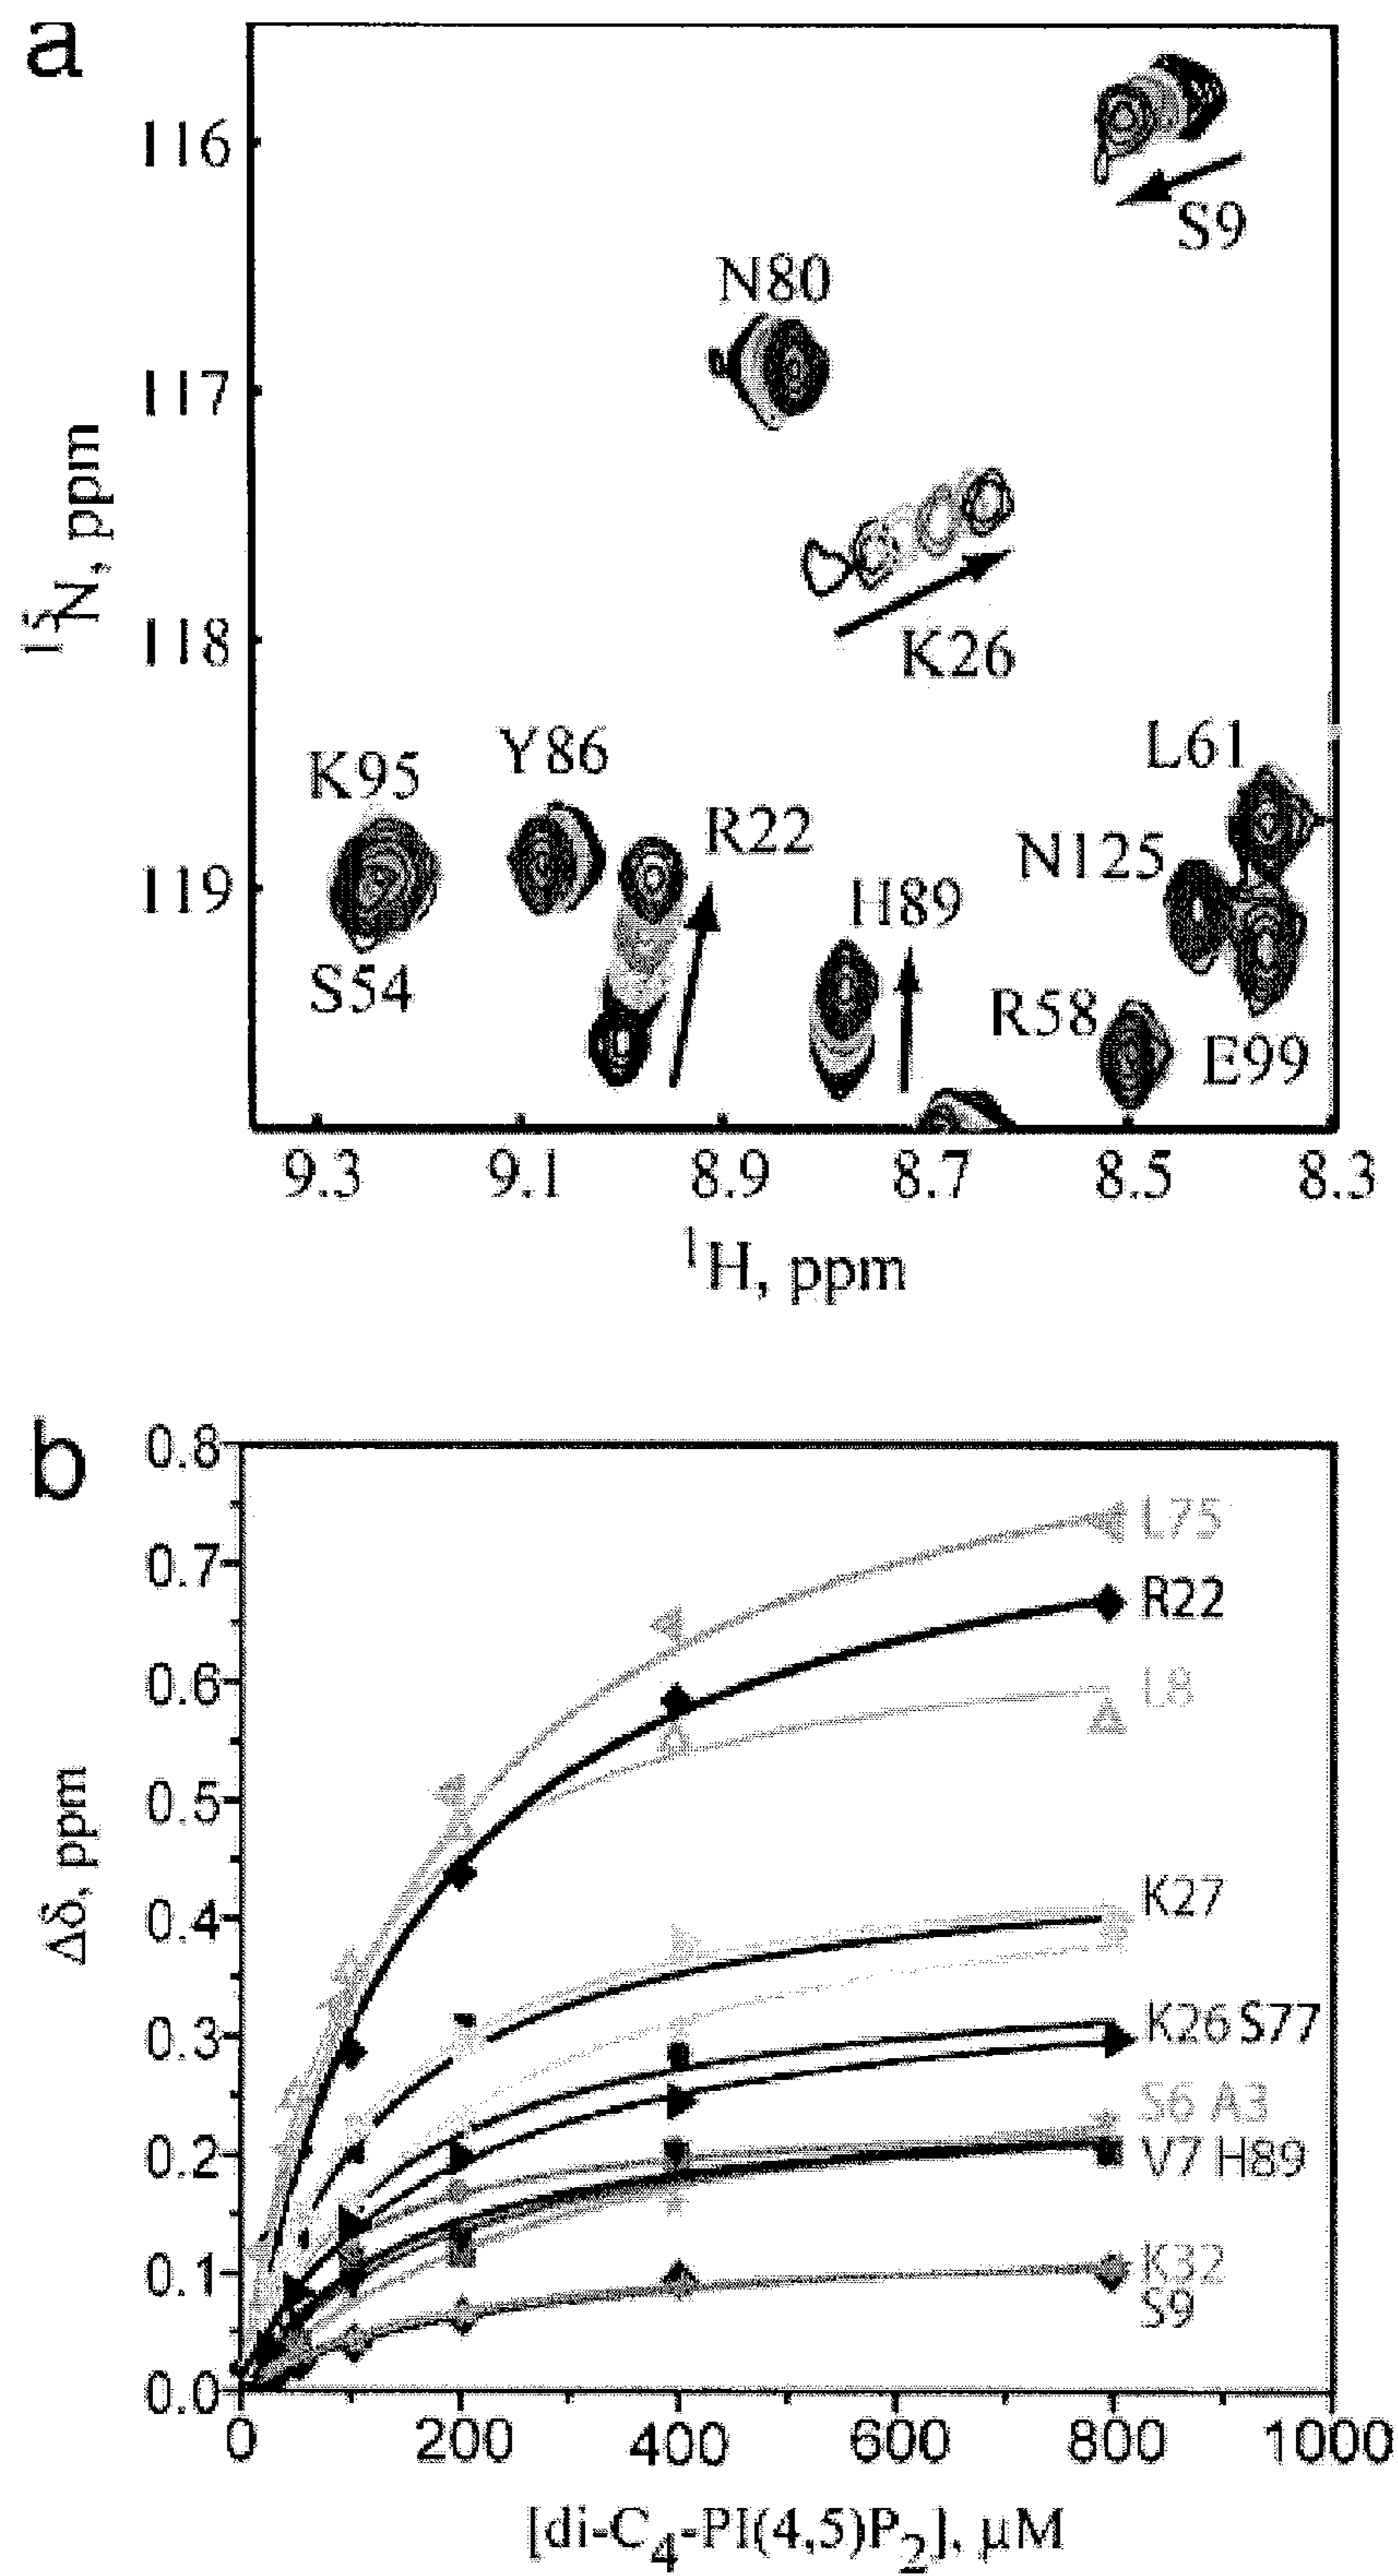 a
116
S9
N80
117
15N, ppm
118
K26
K95
Y86
L61
R22
N125
119
H89
S54
R58
E99
9.3 9.1 8.9 8.7 8.5 8.3
1H, ppm
b
0.8
L75
0.7
R22
0.6
L8
0.5
Δδ, ppm
0.4
K27
0.3
K26 S77
S6 A3
0.2
V7 H89
0.1
K32
S9
0.0
0 200 400 600 800 1000
[di-C4-PI(4,5)P2], μM